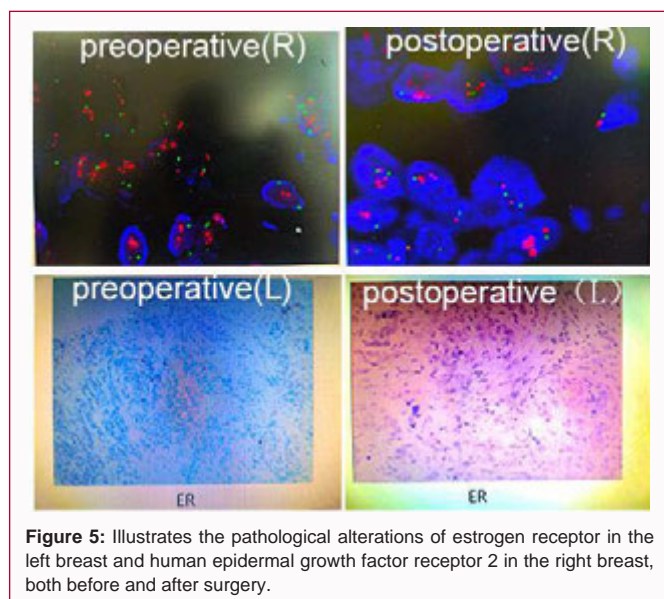 preoperative(R)
postoperative(R)
preoperative(L)
postoperative（L）
ER
ER
Figure 5: Illustrates the pathological alterations of estrogen receptor in the
left breast and human epidermal growth factor receptor 2 in the right breast,
both before and after surgery.